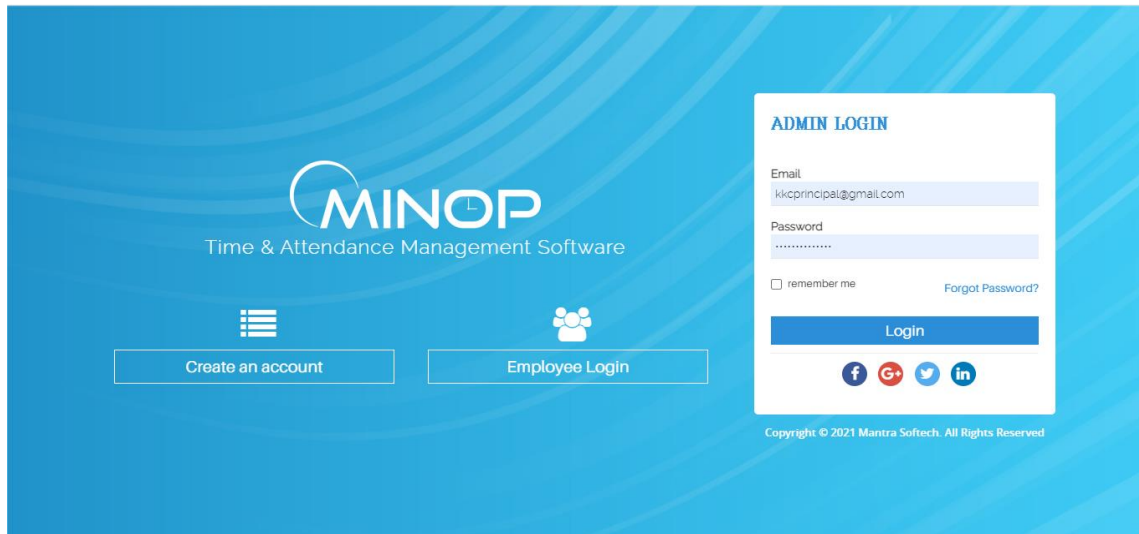 MINOP
Time & Attendance Management Software
Create an account
Employee Login
ADMIN LOGIN
Email
kkcprincipal@gmail.com
Password
••••••••••••••
remember me
Forgot Password?
Login
f G+ in
Copyright © 2021 Mantra Softech. All Rights Reserved